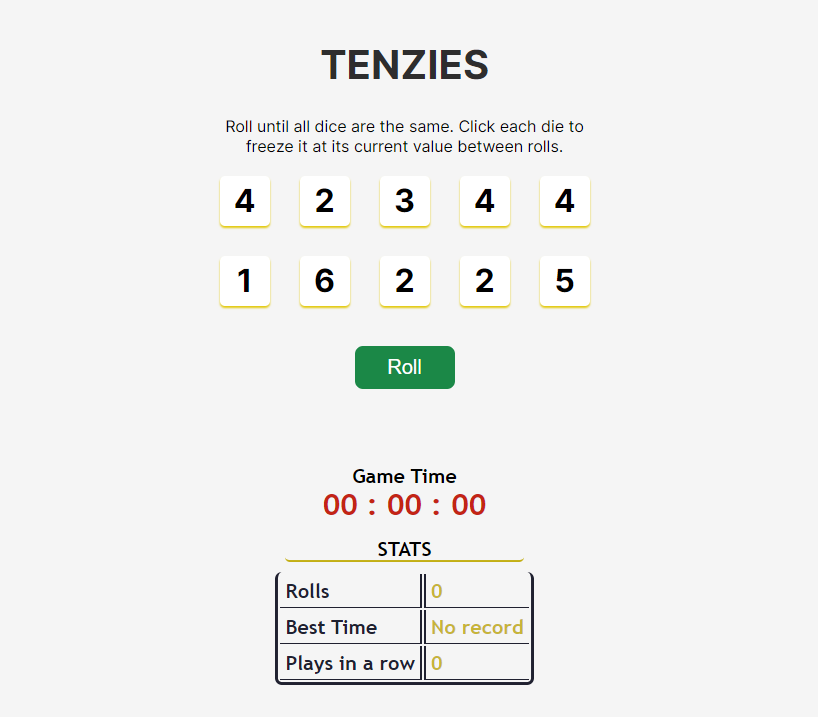 TENZIES
Roll until all dice are the same. Click each die to
freeze it at its current value between rolls.
4 2 3 4 4
1 6 2 2 5
Roll
Game Time
00 : 00 : 00
STATS
Rolls 0
Best Time No record
Plays in a row 0